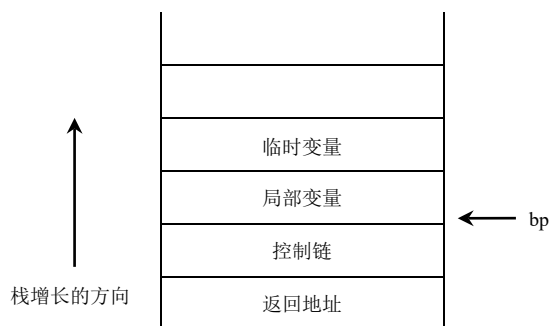 临时变量
局部变量
bp
控制链
栈增长的方向
返回地址